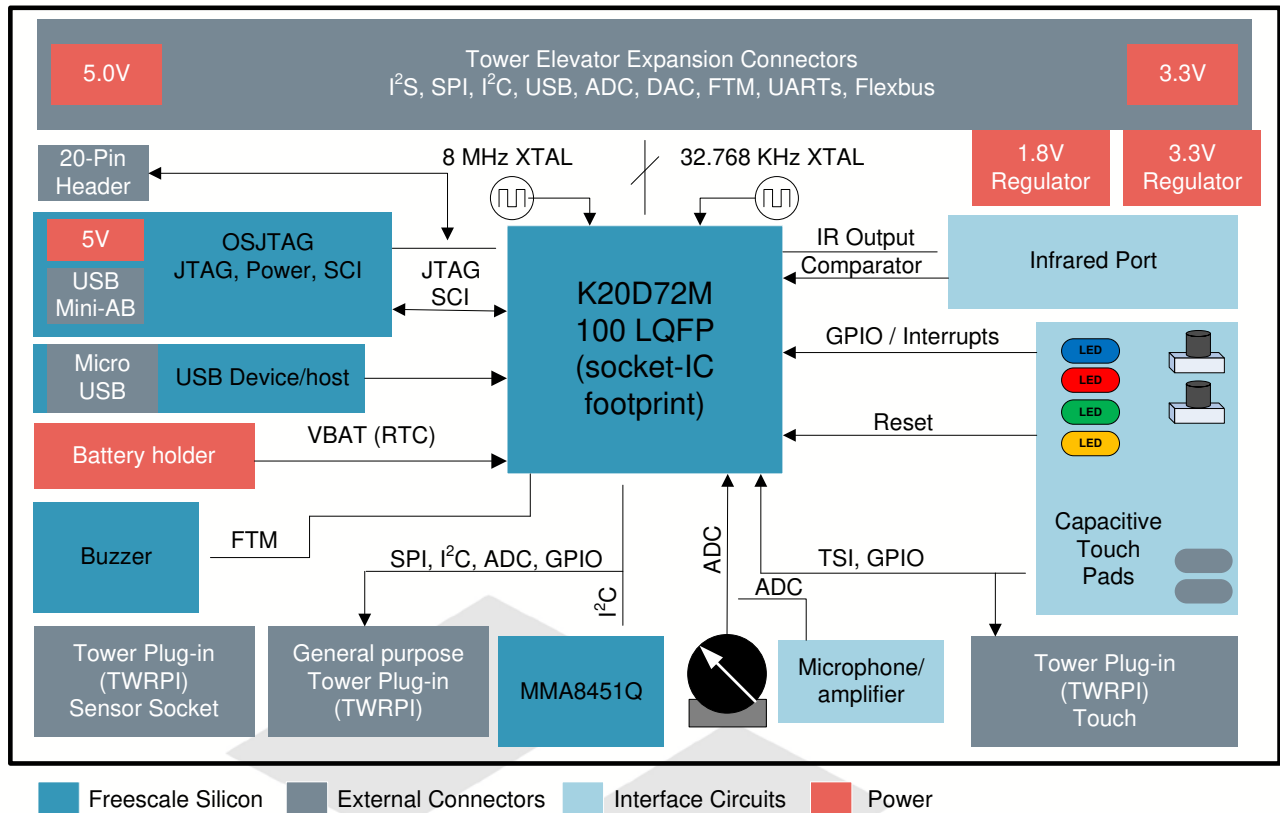 5.0V
Tower Elevator Expansion Connectors
I²S, SPI, I²C, USB, ADC, DAC, FTM, UARTs, Flexbus
3.3V
20-Pin
Header
8 MHz XTAL
32.768 KHz XTAL
1.8V
Regulator
3.3V
Regulator
5V
USB
Mini-AB
OSJTAG
JTAG, Power, SCI
JTAG
SCI
K20D72M
100 LQFP
(socket-IC
footprint)
IR Output
Comparator
Infrared Port
Micro
USB
USB Device/host
GPIO / Interrupts
LED
LED
LED
LED
Reset
Battery holder
VBAT (RTC)
Buzzer
FTM
SPI, I²C, ADC, GPIO
I²C
ADC
ADC
TSI, GPIO
Capacitive
Touch
Pads
Tower Plug-in
(TWRPI)
Sensor Socket
General purpose
Tower Plug-in
(TWRPI)
MMA8451Q
Microphone/
amplifier
Tower Plug-in
(TWRPI)
Touch
Freescale Silicon
External Connectors
Interface Circuits
Power